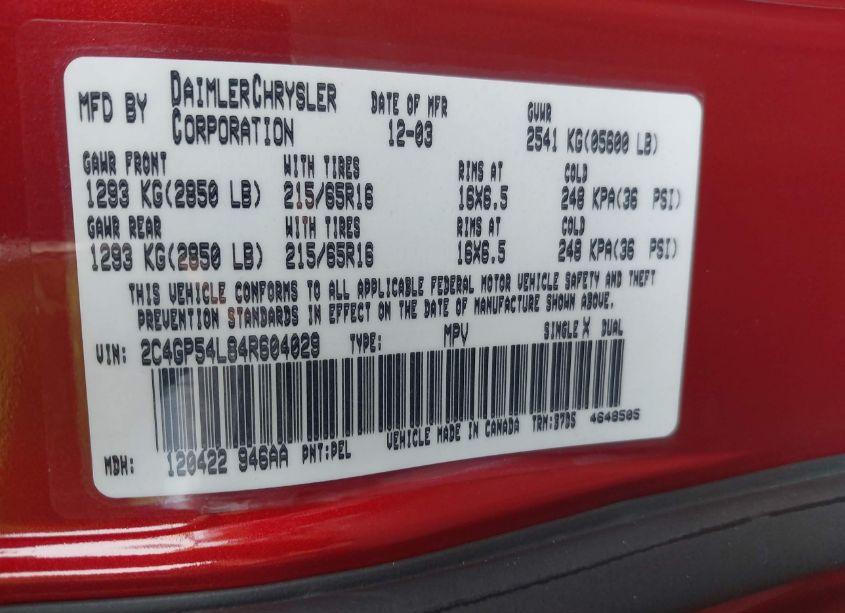 MFD BY DAIMLERCHRYSLER CORPORATION DATE OF MFR 12-03 GVWR 2541 KG(05600 LB)
GAWR FRONT WITH TIRES RIMS AT COLD
1293 KG(2850 LB) 215/65R16 16X6.5 248 KPA(36 PSI)
GAWR REAR WITH TIRES RIMS AT COLD
1293 KG(2850 LB) 215/65R16 16X6.5 248 KPA(36 PSI)
THIS VEHICLE CONFORMS TO ALL APPLICABLE FEDERAL MOTOR VEHICLE SAFETY AND THEFT
PREVENTION STANDARDS IN EFFECT ON THE DATE OF MANUFACTURE SHOWN ABOVE.
VIN: 2C4GP54L84R604029 TYPE: MPV SINGLE X DUAL
MDH: 120422 946AA PNT:PEL VEHICLE MADE IN CANADA TRM:B7D5 4648505